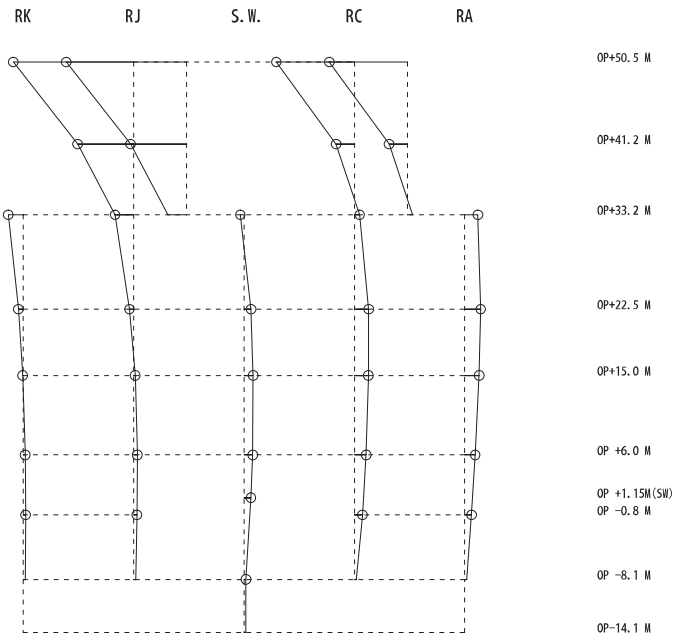 RK RJ S.W. RC RA
OP+50.5 M
OP+41.2 M
OP+33.2 M
OP+22.5 M
OP+15.0 M
OP +6.0 M
OP +1.15M(SW)
OP -0.8 M
OP -8.1 M
OP-14.1 M